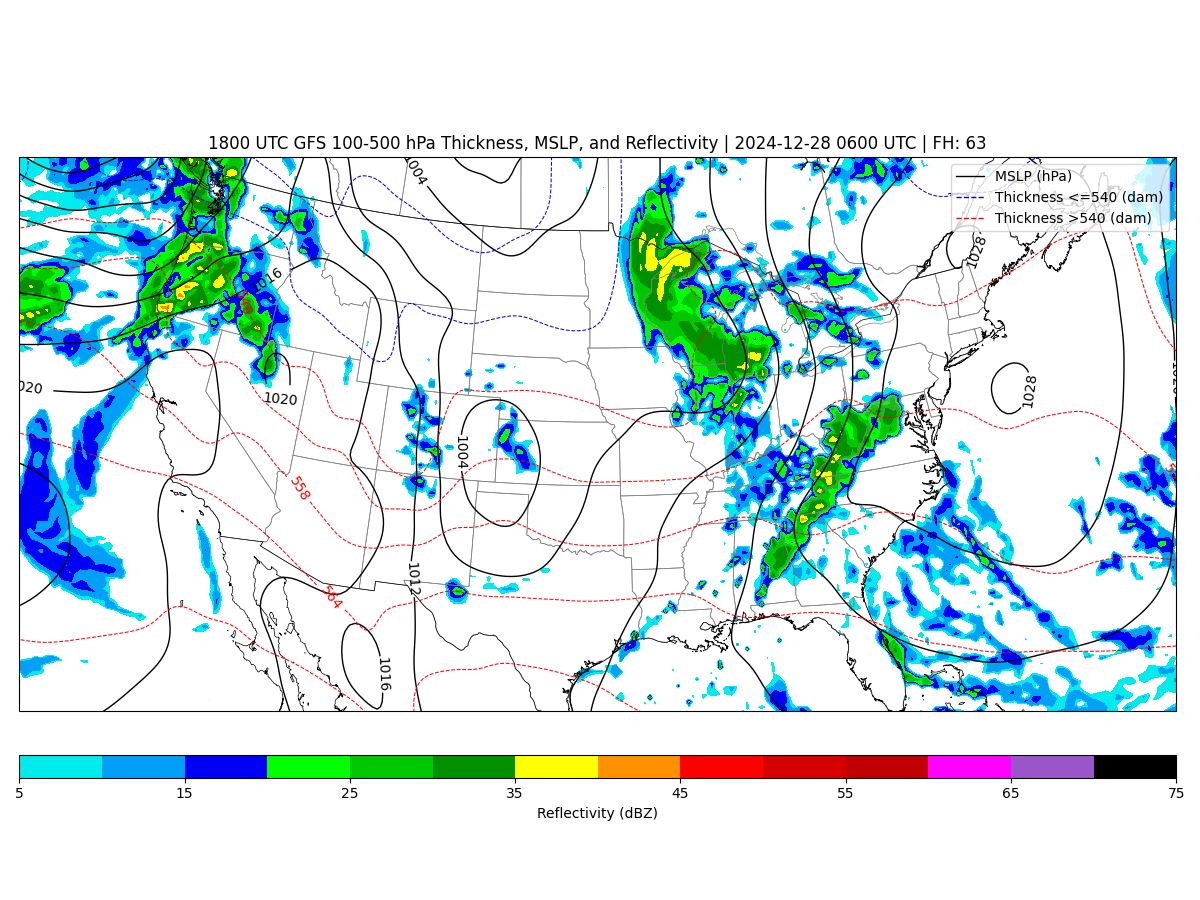 1800 UTC GFS 100-500 hPa Thickness, MSLP, and Reflectivity | 2024-12-28 0600 UTC | FH: 63
MSLP (hPa)
Thickness <=540 (dam)
Thickness >540 (dam)
1004
1028
1016
020
1020
1028
1004
558
1012
564
1016
5 15 25 35 45 55 65 75
Reflectivity (dBZ)